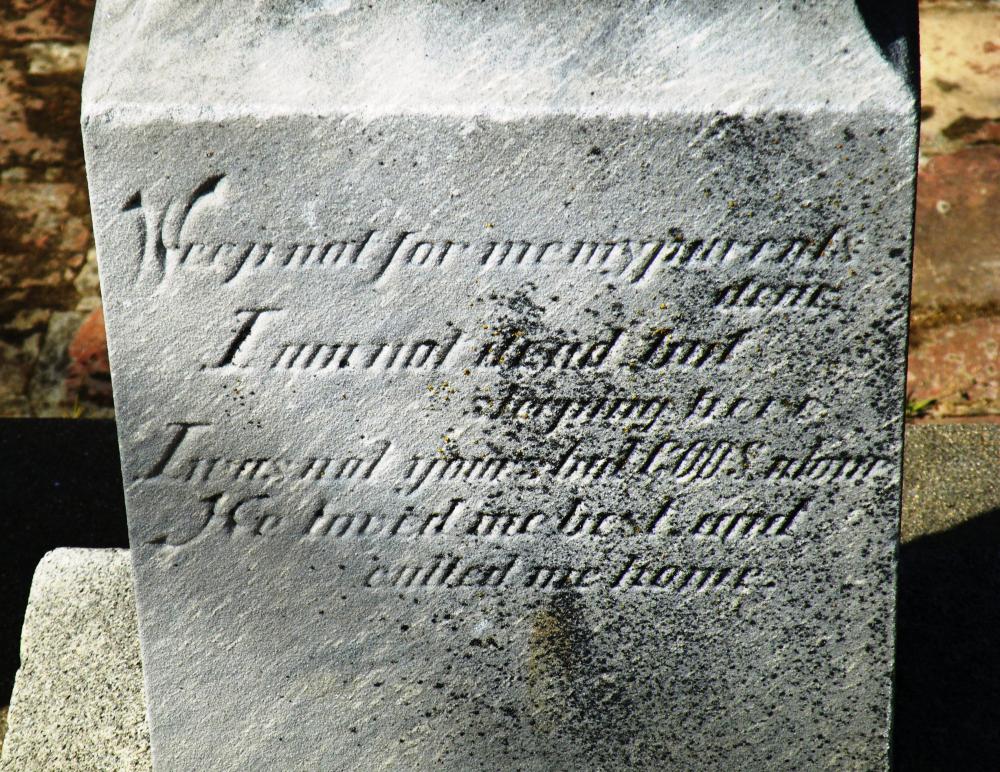 Weep not for me my parents
dear.
I am not dead but
sleeping here.
I was not yours but GODS alone
He loved me best and
called me home.